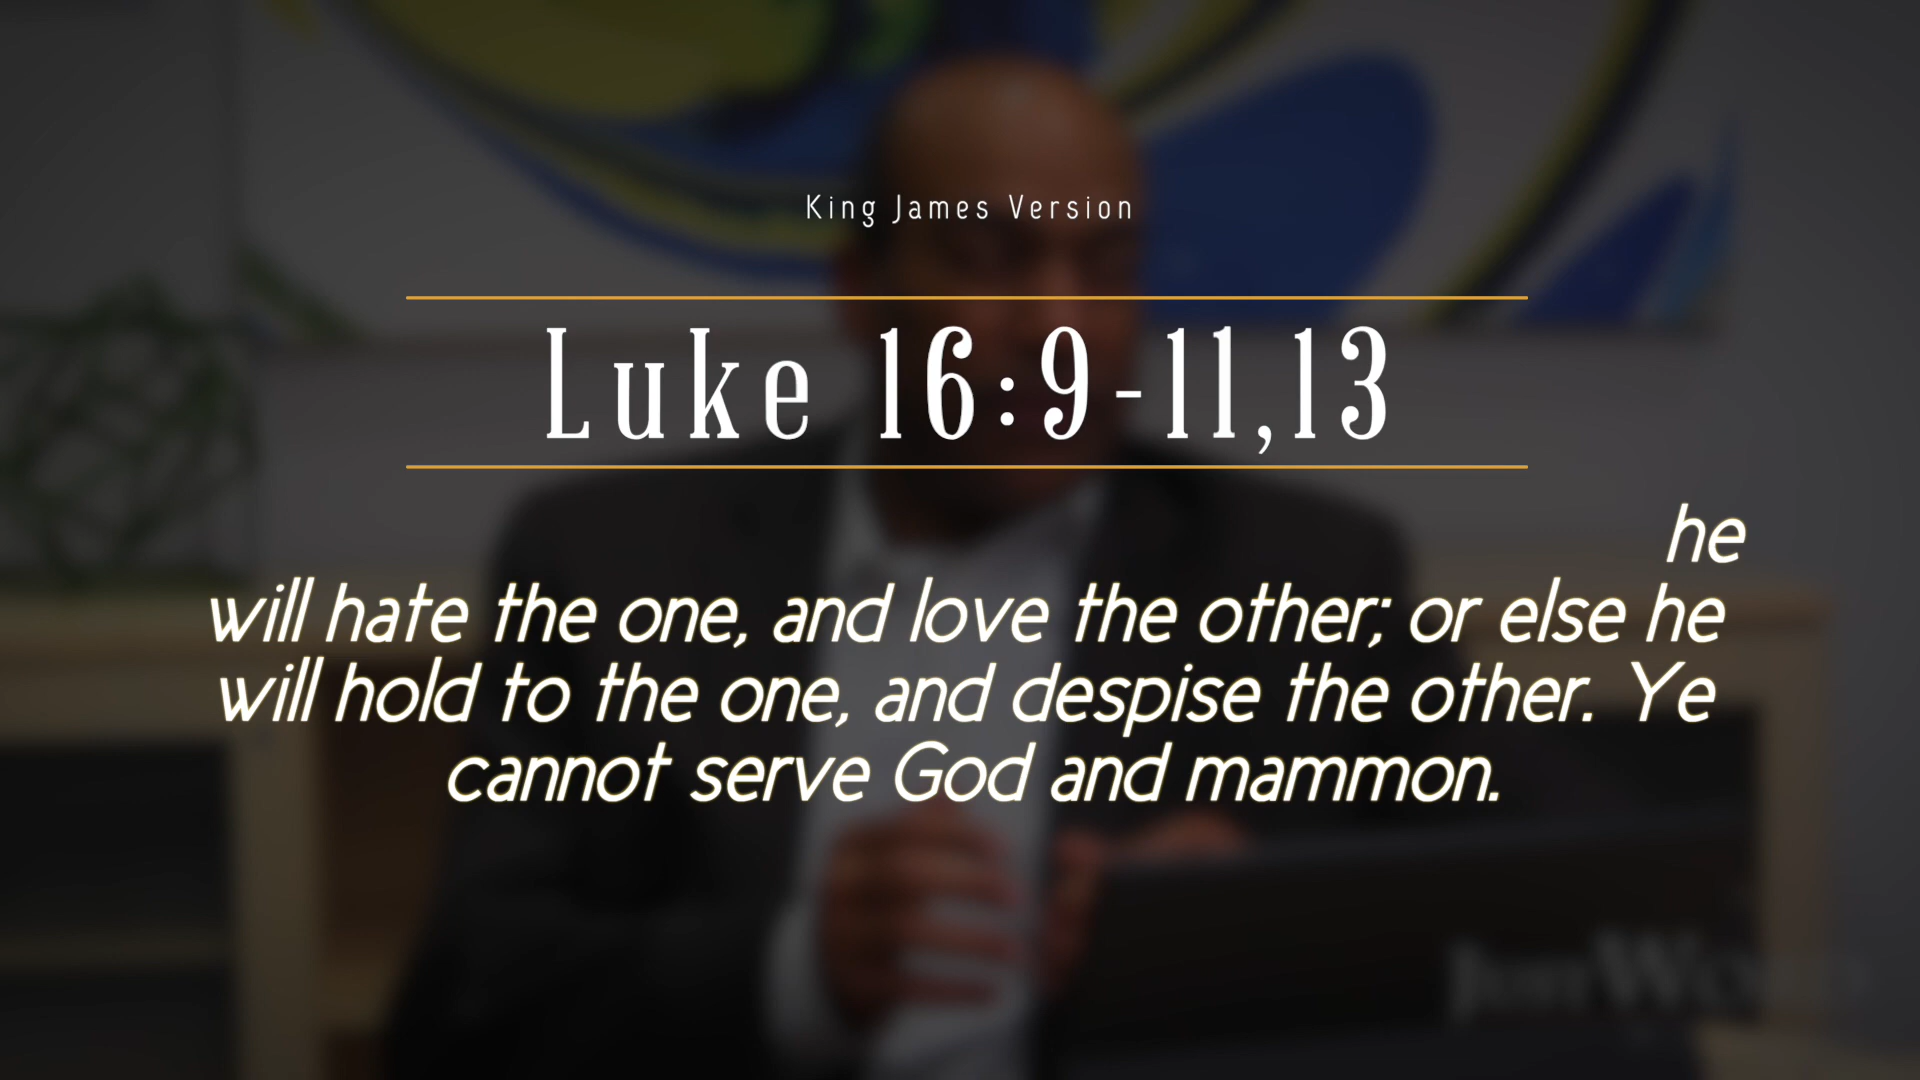 King James Version
Luke 16:9-11,13
he
will hate the one, and love the other; or else he
will hold to the one, and despise the other. Ye
cannot serve God and mammon.